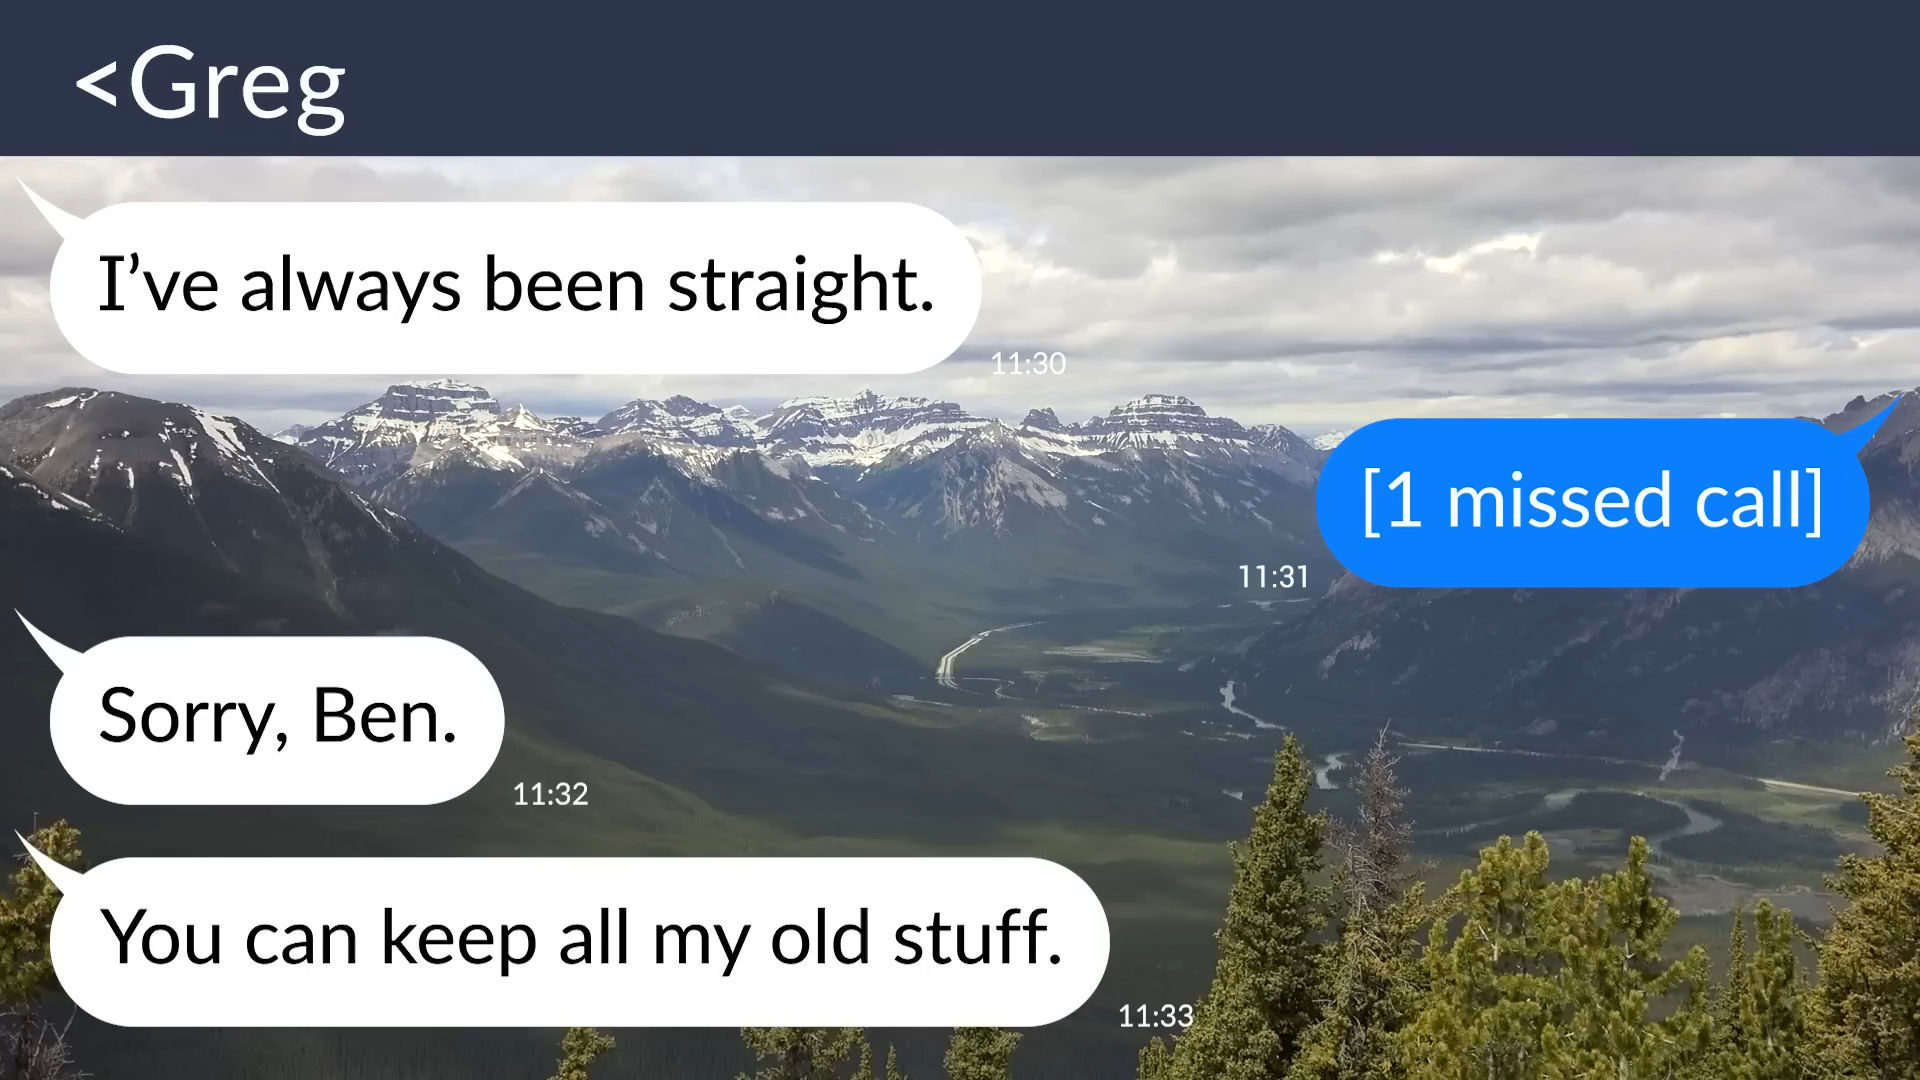 <Greg
I’ve always been straight.
11:30
[1 missed call]
11:31
Sorry, Ben.
11:32
You can keep all my old stuff.
11:33